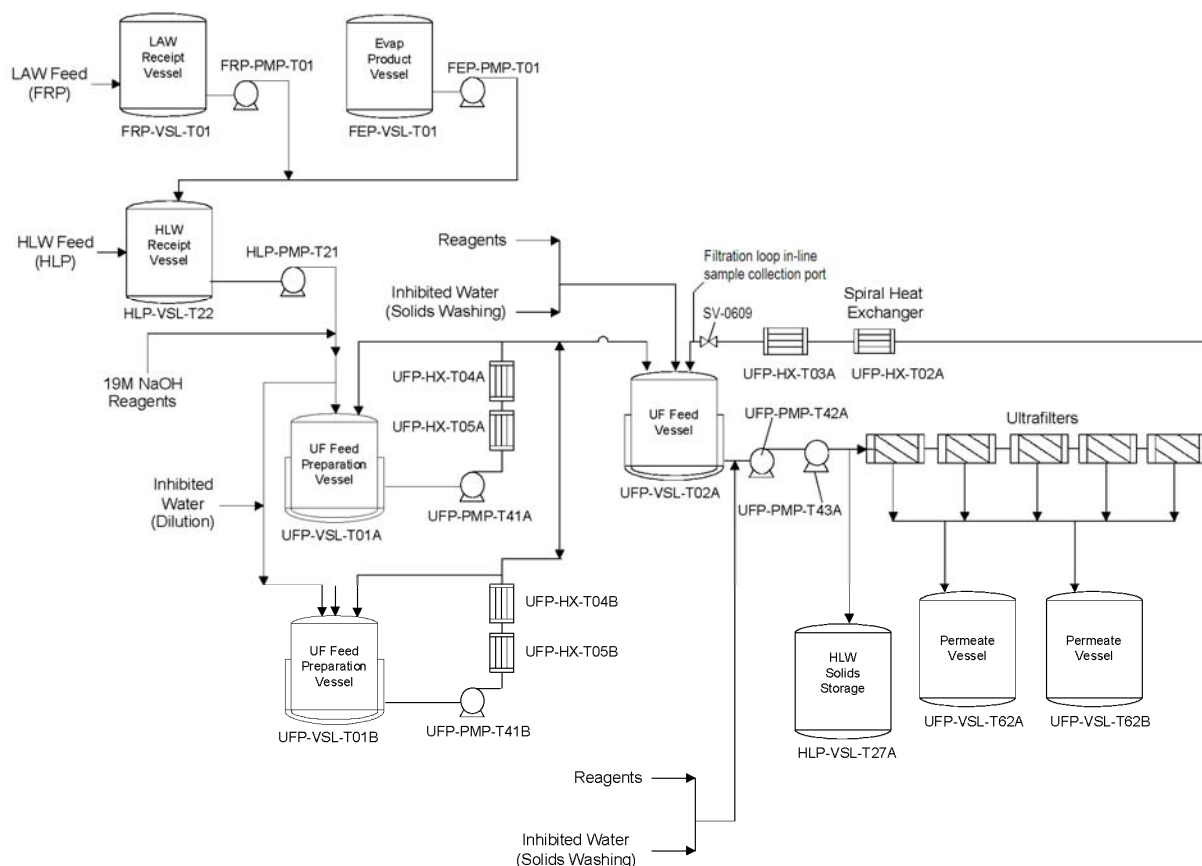 LAW
Receipt
Vessel
FRP-PMP-T01
LAW Feed
(FRP)
FRP-VSL-T01
Evap
Product
Vessel
FEP-PMP-T01
FEP-VSL-T01
HLW
Receipt
Vessel
HLP-PMP-T21
HLW Feed
(HLP)
HLP-VSL-T22
19M NaOH
Reagents
Reagents
Inhibited Water
(Solids Washing)
Filtration loop in-line
sample collection port
SV-0609
Spiral Heat
Exchanger
UFP-HX-T03A
UFP-HX-T02A
UFP-HX-T04A
UFP-HX-T05A
UF Feed
Preparation
Vessel
UFP-PMP-T41A
UFP-VSL-T01A
Inhibited
Water
(Dilution)
UF Feed
Vessel
UFP-VSL-T02A
UFP-PMP-T42A
UFP-PMP-T43A
Ultrafilters
UFP-HX-T04B
UFP-HX-T05B
UF Feed
Preparation
Vessel
UFP-PMP-T41B
UFP-VSL-T01B
HLW
Solids
Storage
HLP-VSL-T27A
Permeate
Vessel
UFP-VSL-T62A
Permeate
Vessel
UFP-VSL-T62B
Reagents
Inhibited Water
(Solids Washing)